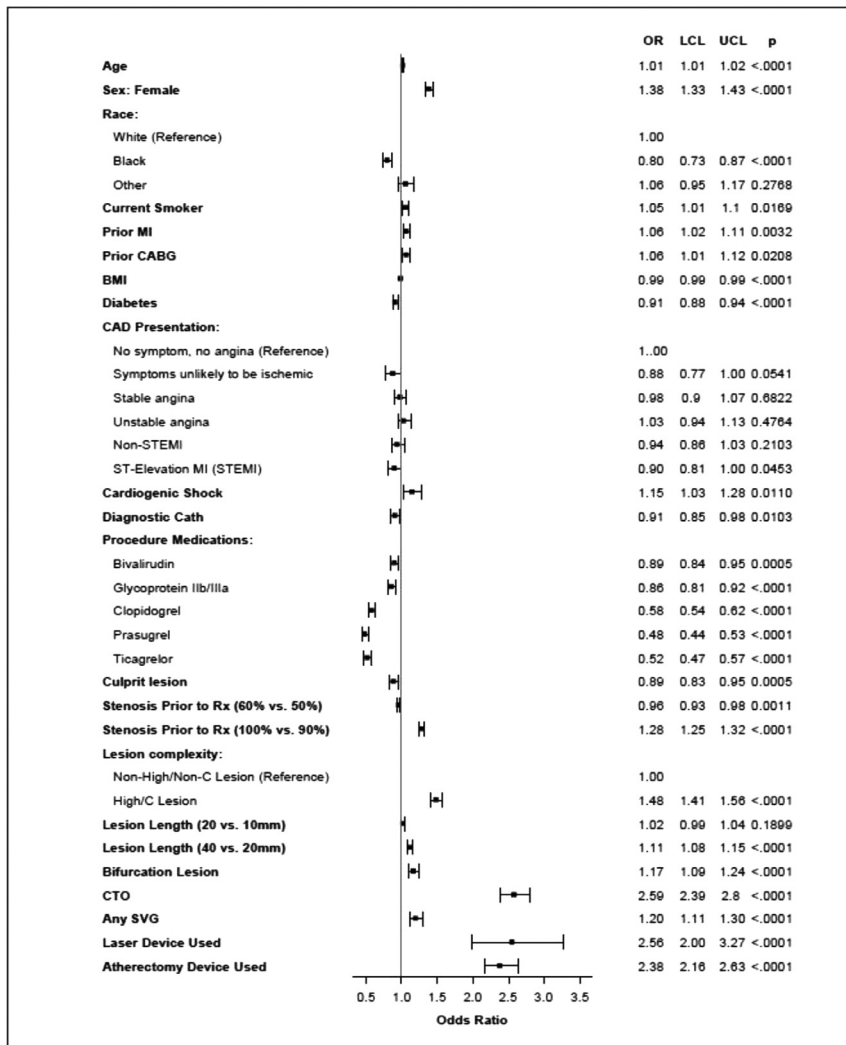 OR LCL UCL p
Age 1.01 1.01 1.02 <.0001
Sex: Female 1.38 1.33 1.43 <.0001
Race:
White (Reference) 1.00
Black 0.80 0.73 0.87 <.0001
Other 1.06 0.95 1.17 0.2768
Current Smoker 1.05 1.01 1.1 0.0169
Prior MI 1.06 1.02 1.11 0.0032
Prior CABG 1.06 1.01 1.12 0.0208
BMI 0.99 0.99 0.99 <.0001
Diabetes 0.91 0.88 0.94 <.0001
CAD Presentation:
No symptom, no angina (Reference) 1..00
Symptoms unlikely to be ischemic 0.88 0.77 1.00 0.0541
Stable angina 0.98 0.9 1.07 0.6822
Unstable angina 1.03 0.94 1.13 0.4764
Non-STEMI 0.94 0.86 1.03 0.2103
ST-Elevation MI (STEMI) 0.90 0.81 1.00 0.0453
Cardiogenic Shock 1.15 1.03 1.28 0.0110
Diagnostic Cath 0.91 0.85 0.98 0.0103
Procedure Medications:
Bivalirudin 0.89 0.84 0.95 0.0005
Glycoprotein IIb/IIIa 0.86 0.81 0.92 <.0001
Clopidogrel 0.58 0.54 0.62 <.0001
Prasugrel 0.48 0.44 0.53 <.0001
Ticagrelor 0.52 0.47 0.57 <.0001
Culprit lesion 0.89 0.83 0.95 0.0005
Stenosis Prior to Rx (60% vs. 50%) 0.96 0.93 0.98 0.0011
Stenosis Prior to Rx (100% vs. 90%) 1.28 1.25 1.32 <.0001
Lesion complexity:
Non-High/Non-C Lesion (Reference) 1.00
High/C Lesion 1.48 1.41 1.56 <.0001
Lesion Length (20 vs. 10mm) 1.02 0.99 1.04 0.1899
Lesion Length (40 vs. 20mm) 1.11 1.08 1.15 <.0001
Bifurcation Lesion 1.17 1.09 1.24 <.0001
CTO 2.59 2.39 2.8 <.0001
Any SVG 1.20 1.11 1.30 <.0001
Laser Device Used 2.56 2.00 3.27 <.0001
Atherectomy Device Used 2.38 2.16 2.63 <.0001
0.5 1.0 1.5 2.0 2.5 3.0 3.5
Odds Ratio